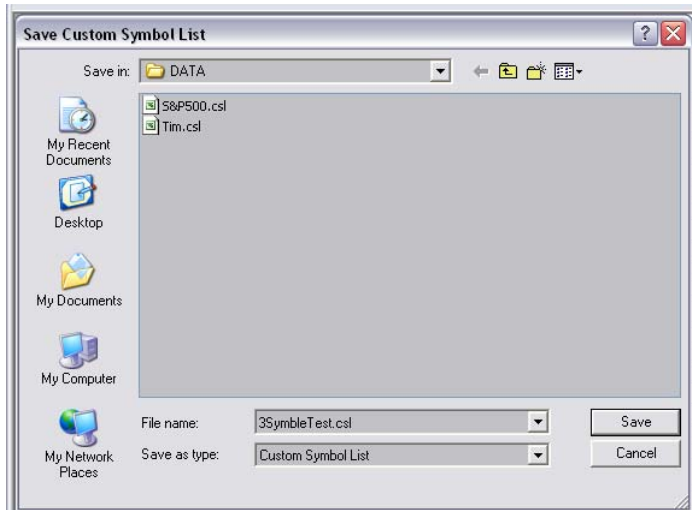 Save Custom Symbol List
Save in: DATA
S&P500.csl
Tim.csl
My Recent
Documents
Desktop
My Documents
My Computer
My Network
Places
File name: 3SymbleTest.csl Save
Save as type: Custom Symbol List Cancel